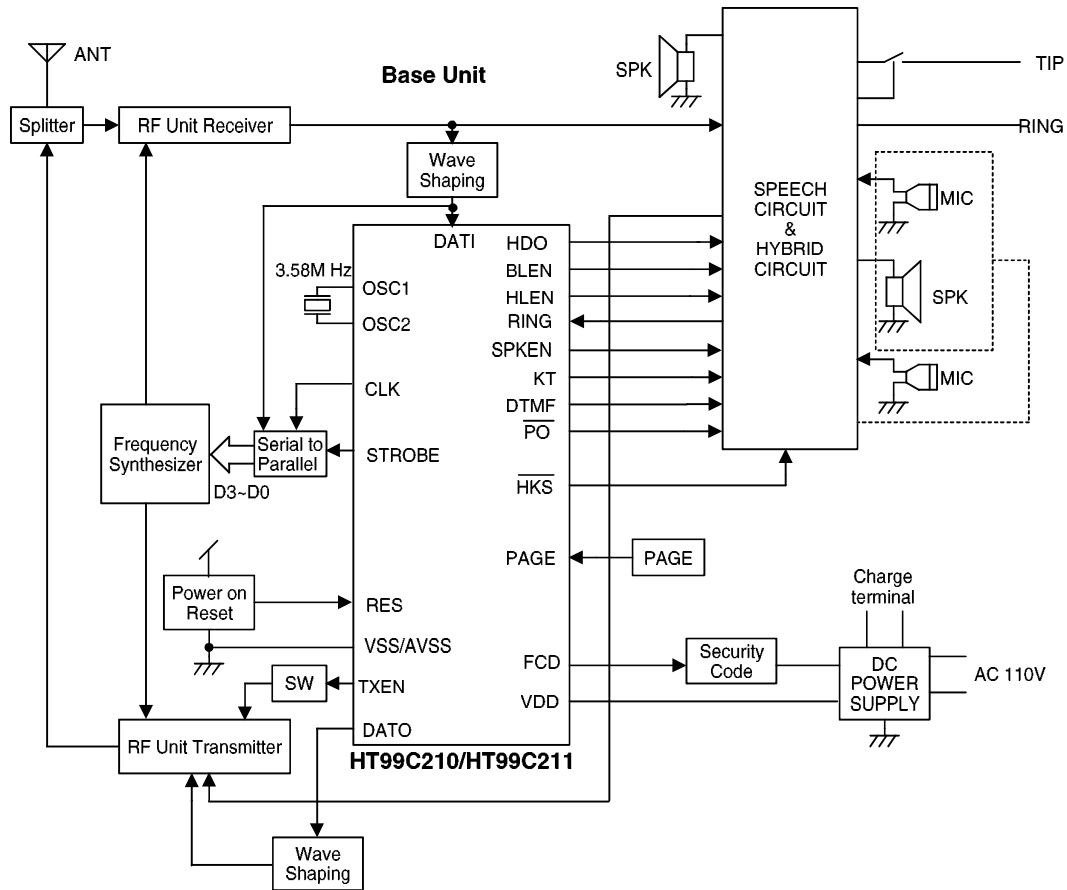 ANT
Base Unit
SPK
TIP
Splitter
RF Unit Receiver
RING
Wave
Shaping
SPEECH
CIRCUIT
&
HYBRID
CIRCUIT
MIC
SPK
MIC
DATI
HDO
BLEN
HLEN
RING
SPKEN
KT
DTMF
PO
HKS
3.58M Hz
OSC1
OSC2
CLK
Frequency
Synthesizer
Serial to
Parallel
STROBE
D3~D0
PAGE
PAGE
Power on
Reset
RES
VSS/AVSS
Charge
terminal
FCD
Security
Code
DC
POWER
SUPPLY
AC 110V
VDD
SW
TXEN
DATO
RF Unit Transmitter
HT99C210/HT99C211
Wave
Shaping